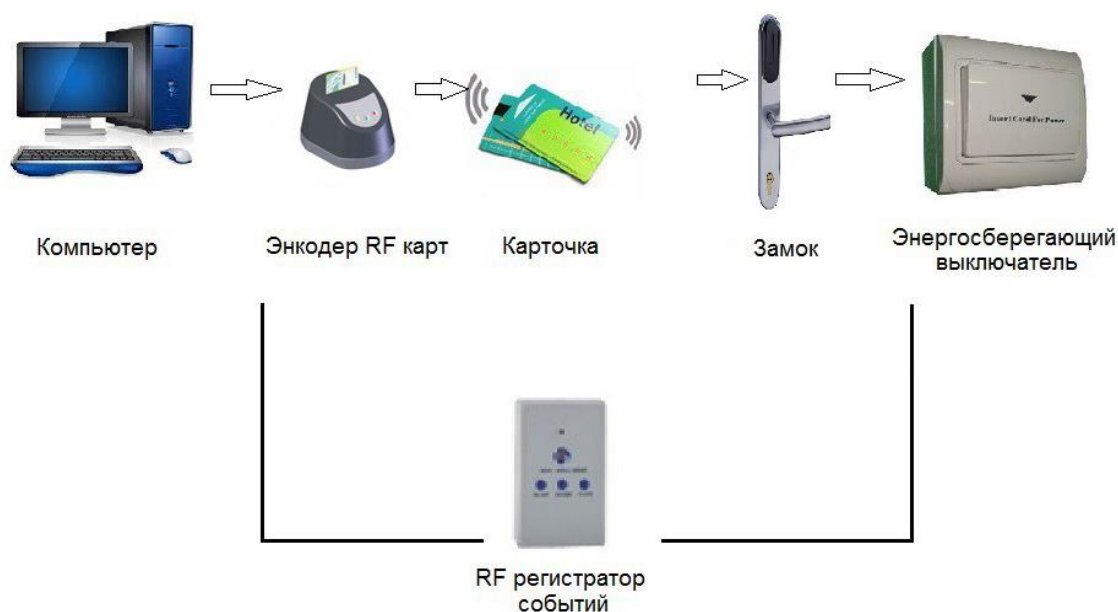 Hotel
Insert Card For Power
Компьютер
Энкодер RF карт
Карточка
Замок
Энергосберегающий
выключатель
RF регистратор
событий